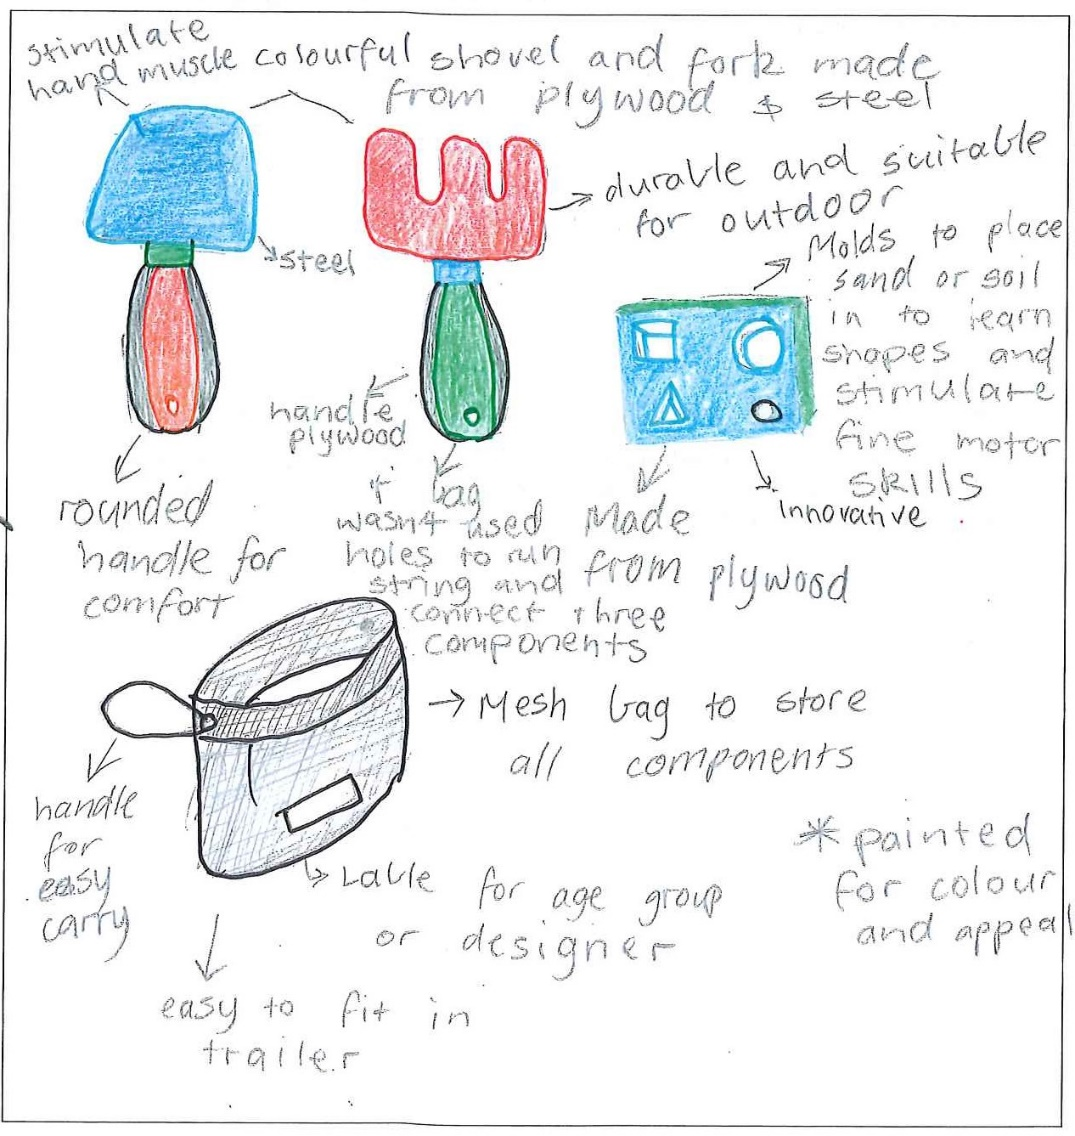 stimulate
hand muscle
colourful shovel and fork made
from plywood & steel
durable and suitable
for outdoor
steel
Molds to place
sand or soil
in to learn
shapes and
stimulate
fine motor
skills
handle
plywood
rounded
handle for
comfort
if bag
wasn't used
holes to run
string and
connect three
components
Made
from plywood
innovative
Mesh bag to store
all components
handle
for
easy
carry
Lable for age group
or designer
* painted
for colour
and appeal
easy to fit in
trailer